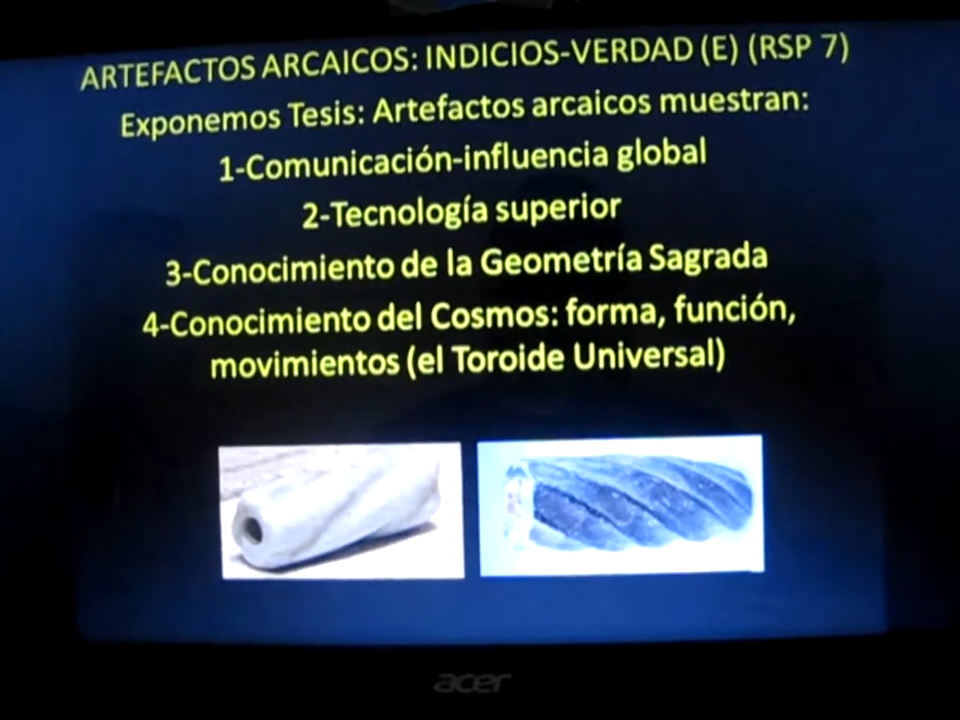 ARTEFACTOS ARCAICOS: INDICIOS-VERDAD (E) (RSP 7)
Exponemos Tesis: Artefactos arcaicos muestran:
1-Comunicación-influencia global
2-Tecnología superior
3-Conocimiento de la Geometría Sagrada
4-Conocimiento del Cosmos: forma, función,
movimientos (el Toroide Universal)
acer